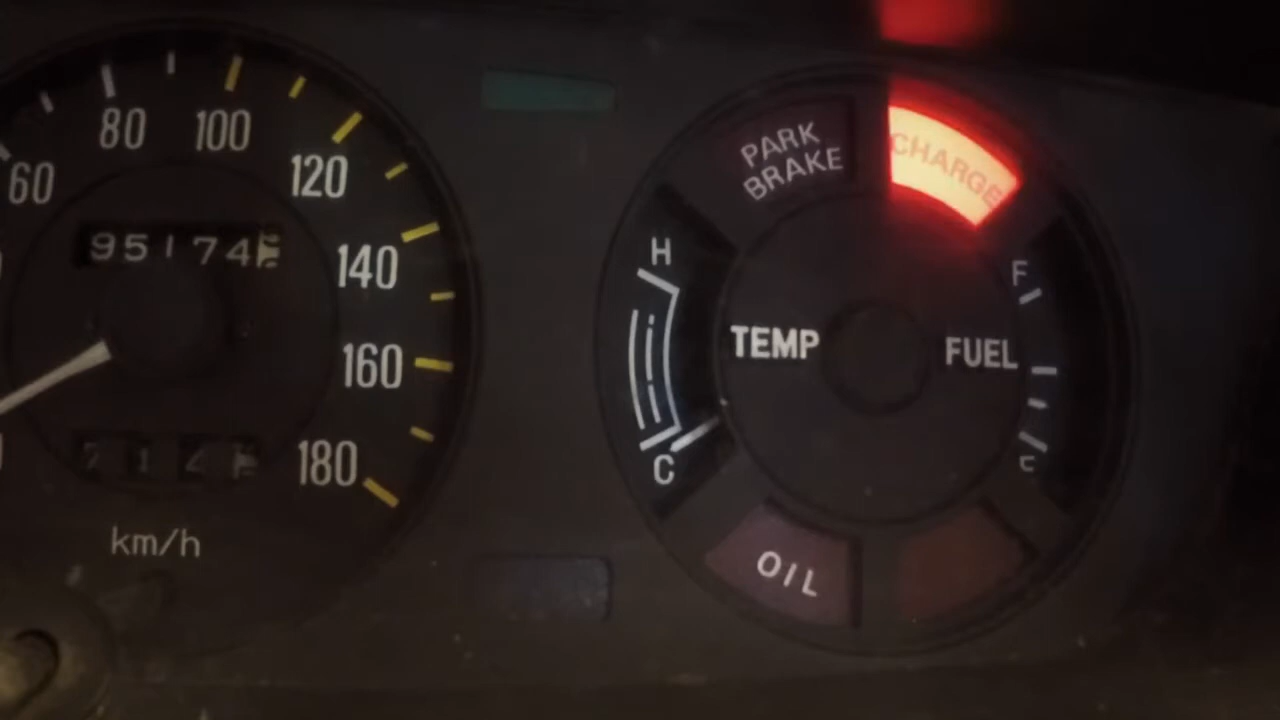 80
100
60
120
95174
140
160
180
km/h
PARK
BRAKE
CHARGE
H
F
TEMP
FUEL
C
OIL